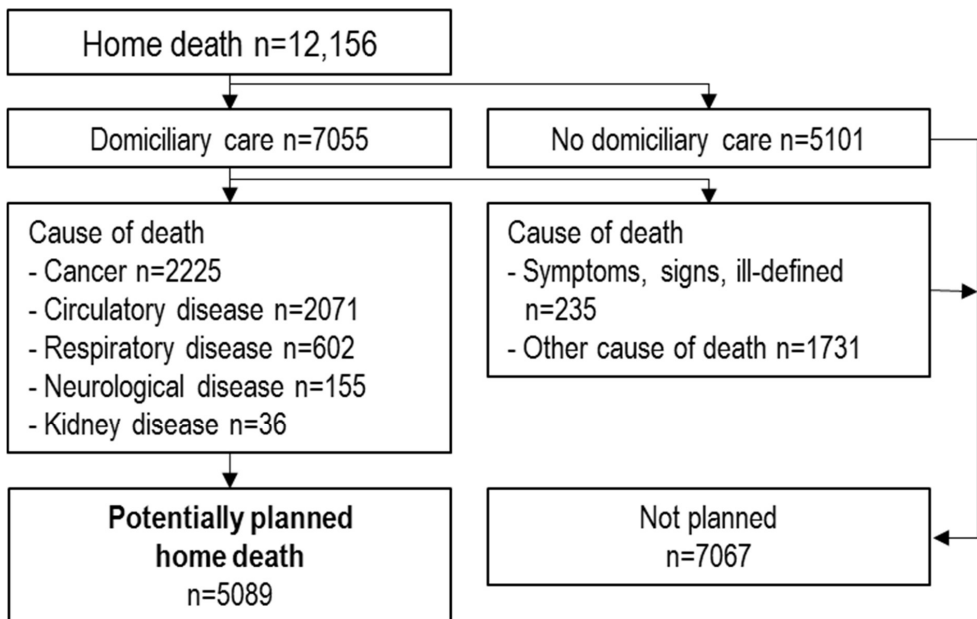 Home death n=12,156
Domiciliary care n=7055
No domiciliary care n=5101
Cause of death
- Cancer n=2225
- Circulatory disease n=2071
- Respiratory disease n=602
- Neurological disease n=155
- Kidney disease n=36
Cause of death
- Symptoms, signs, ill-defined
n=235
- Other cause of death n=1731
Potentially planned
home death
n=5089
Not planned
n=7067